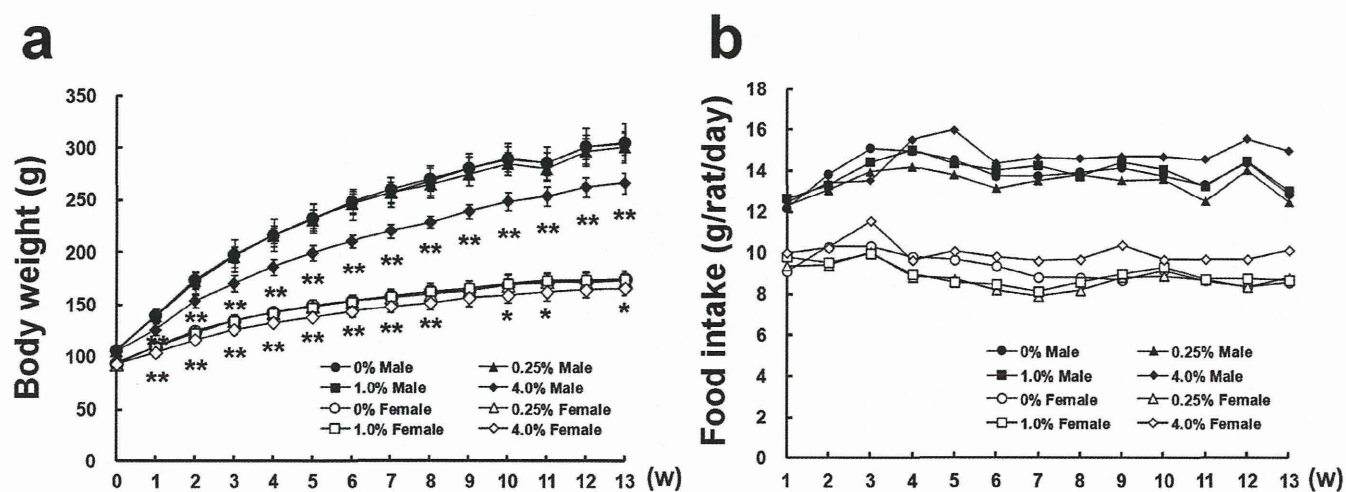 a
Body weight (g)
350
300
250
200
150
100
50
0
0 1 2 3 4 5 6 7 8 9 10 11 12 13 (w)
** ** ** ** ** ** ** ** ** ** ** ** **
** ** ** ** ** ** ** ** * * *
0% Male
0.25% Male
1.0% Male
4.0% Male
0% Female
0.25% Female
1.0% Female
4.0% Female
b
Food intake (g/rat/day)
18
16
14
12
10
8
6
4
2
0
1 2 3 4 5 6 7 8 9 10 11 12 13 (w)
0% Male
0.25% Male
1.0% Male
4.0% Male
0% Female
0.25% Female
1.0% Female
4.0% Female